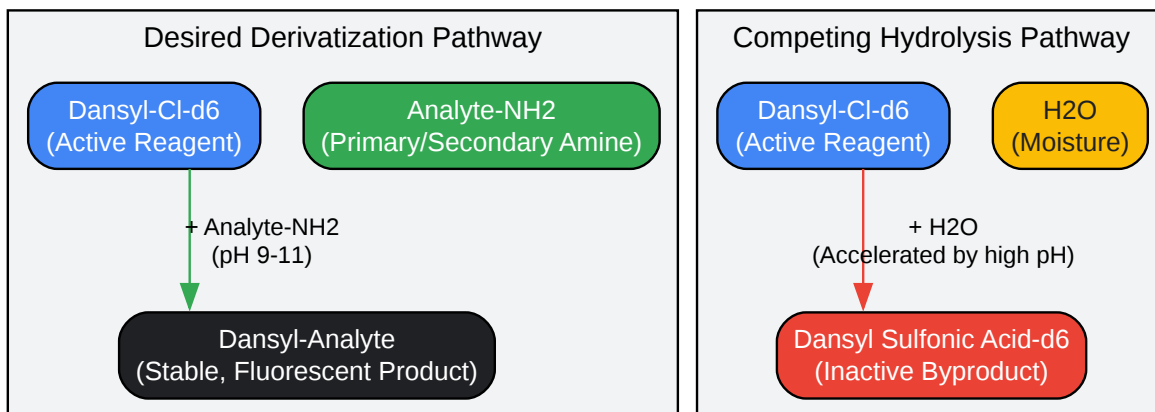 Desired Derivatization Pathway
Dansyl-Cl-d6
(Active Reagent)
Analyte-NH2
(Primary/Secondary Amine)
+ Analyte-NH2
(pH 9-11)
Dansyl-Analyte
(Stable, Fluorescent Product)
Competing Hydrolysis Pathway
Dansyl-Cl-d6
(Active Reagent)
H2O
(Moisture)
+ H2O
(Accelerated by high pH)
Dansyl Sulfonic Acid-d6
(Inactive Byproduct)